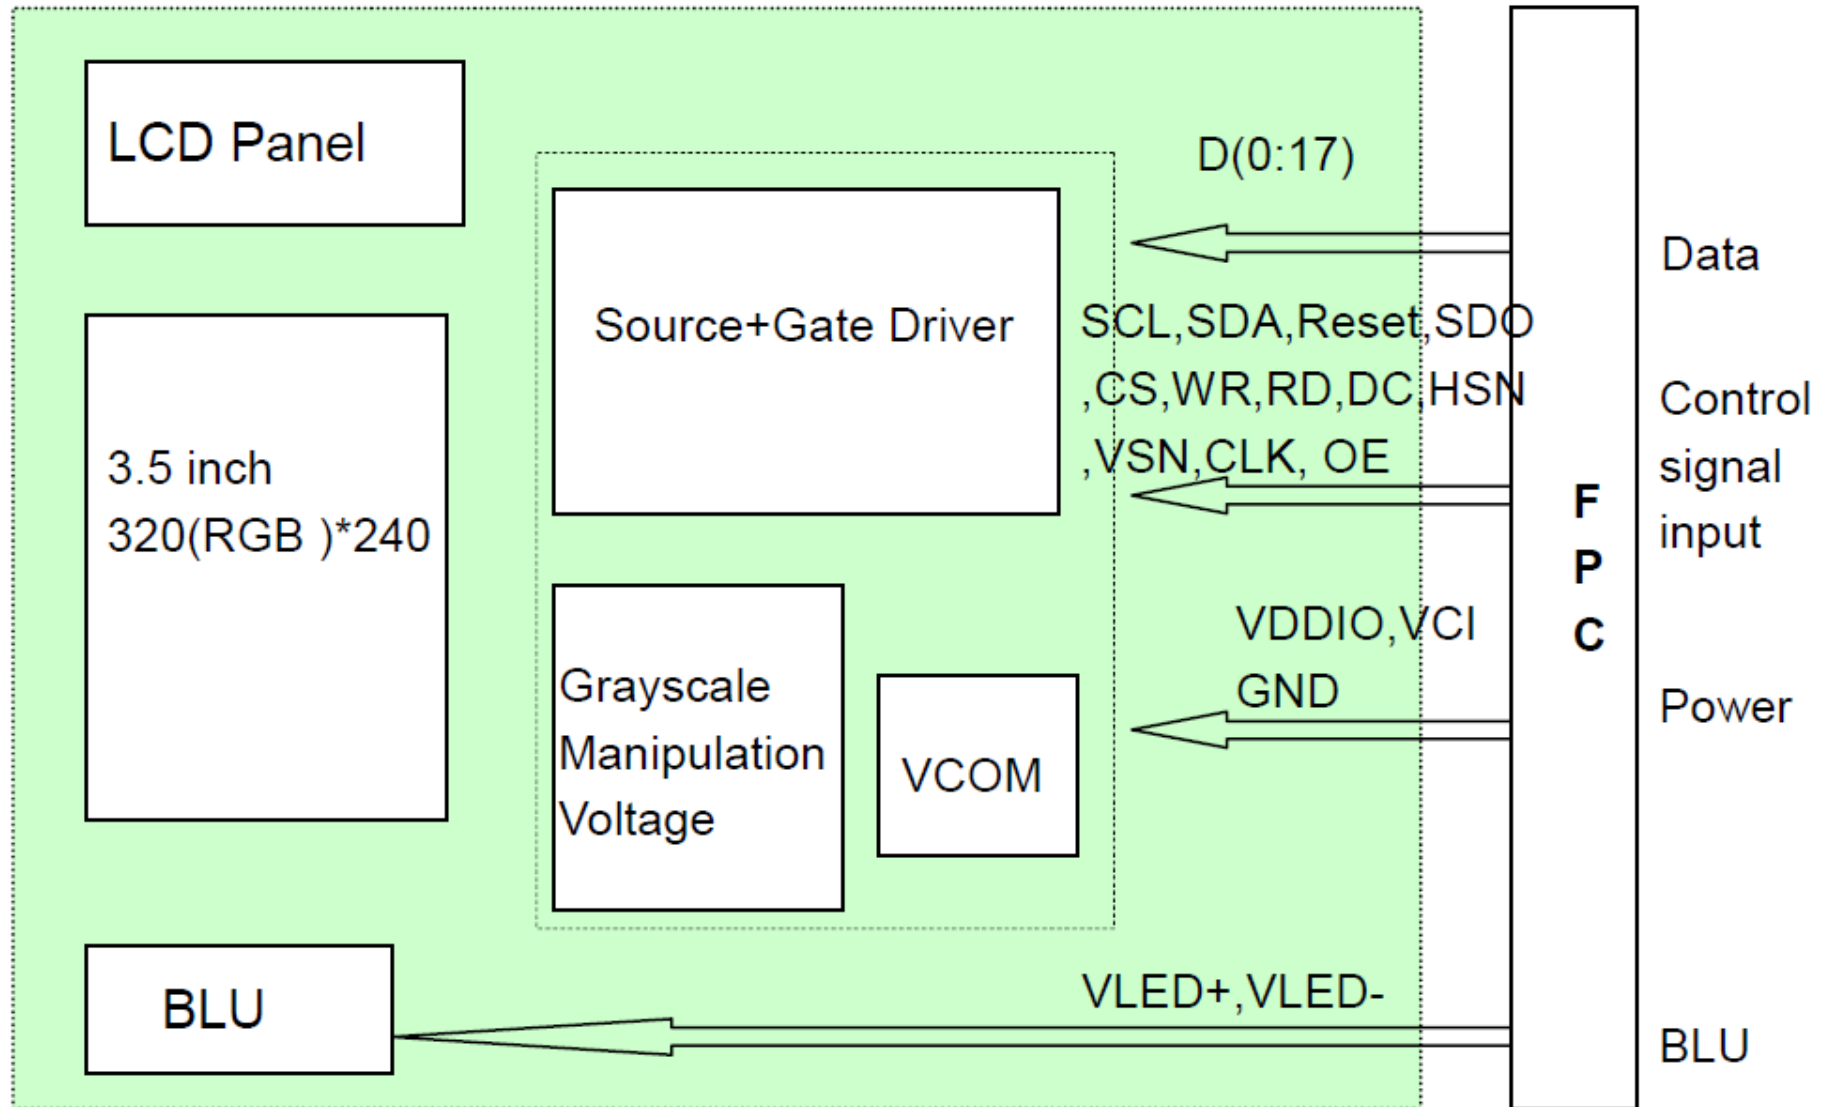 LCD Panel
3.5 inch
320(RGB )*240
BLU
Source+Gate Driver
Grayscale
Manipulation
Voltage
VCOM
D(0:17)
SCL,SDA,Reset,SDO
,CS,WR,RD,DC,HSN
,VSN,CLK, OE
VDDIO,VCI
GND
VLED+,VLED-
F
P
C
Data
Control
signal
input
Power
BLU